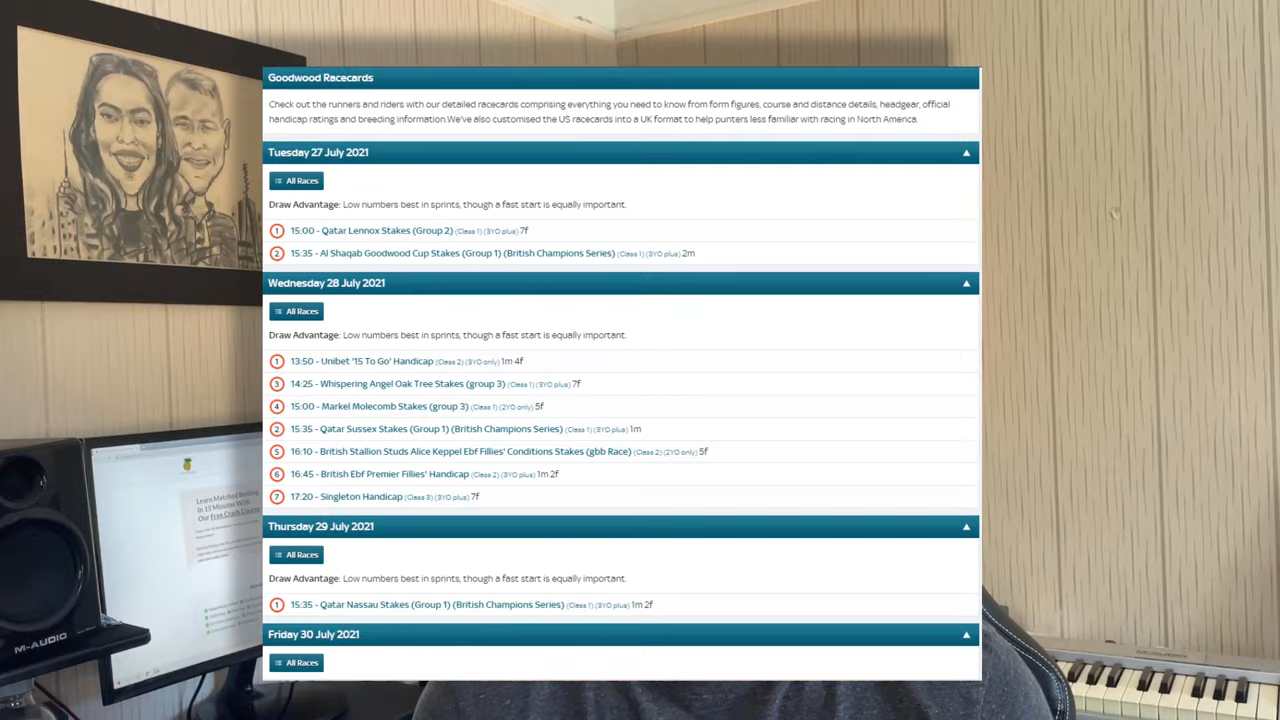 Goodwood Racecards
Check out the runners and riders with our detailed racecards comprising everything you need to know from form figures, course and distance details, headgear, official
handicap ratings and breeding information.We've also customised the US racecards into a UK format to help punters less familiar with racing in North America.
Tuesday 27 July 2021
All Races
Draw Advantage: Low numbers best in sprints, though a fast start is equally important.
1 15:00 - Qatar Lennox Stakes (Group 2) (Class 1) (3YO plus) 7f
2 15:35 - Al Shaqab Goodwood Cup Stakes (Group 1) (British Champions Series) (Class 1) (3YO plus) 2m
Wednesday 28 July 2021
All Races
Draw Advantage: Low numbers best in sprints, though a fast start is equally important.
1 13:50 - Unibet '15 To Go' Handicap (Class 2) (3YO only) 1m 4f
3 14:25 - Whispering Angel Oak Tree Stakes (group 3) (Class 1) (3YO plus) 7f
4 15:00 - Markel Molecomb Stakes (group 3) (Class 1) (2YO only) 5f
2 15:35 - Qatar Sussex Stakes (Group 1) (British Champions Series) (Class 1) (3YO plus) 1m
5 16:10 - British Stallion Studs Alice Keppel Ebf Fillies' Conditions Stakes (gbb Race) (Class 2) (2YO only) 5f
6 16:45 - British Ebf Premier Fillies' Handicap (Class 2) (3YO plus) 1m 2f
7 17:20 - Singleton Handicap (Class 3) (3YO plus) 7f
Thursday 29 July 2021
All Races
Draw Advantage: Low numbers best in sprints, though a fast start is equally important.
1 15:35 - Qatar Nassau Stakes (Group 1) (British Champions Series) (Class 1) (3YO plus) 1m 2f
Friday 30 July 2021
All Races
Learn Matched Betting
In 15 Minutes With
Our Free Crash Course
M-AUDIO
M-AUDIO